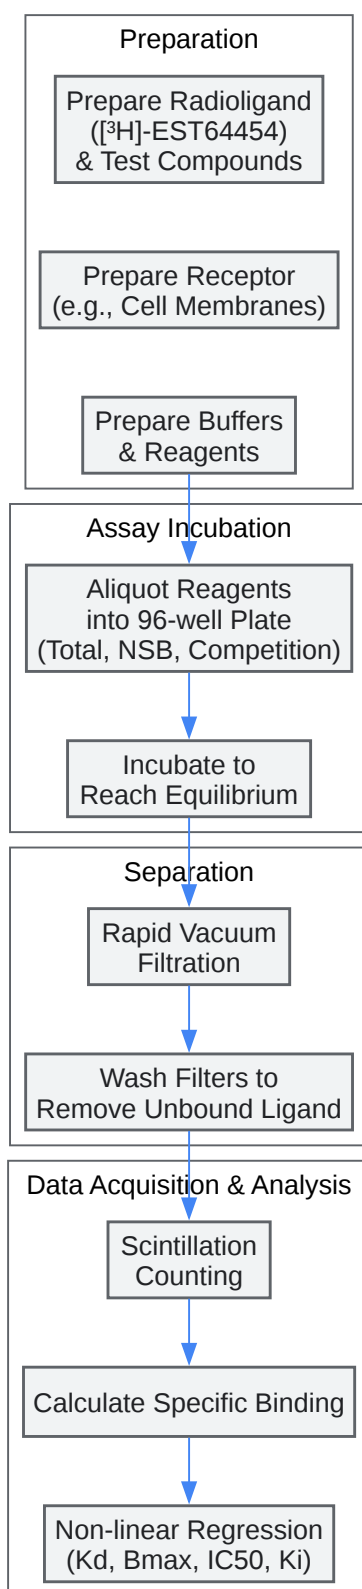 Preparation
Prepare Radioligand
([³H]-EST64454)
& Test Compounds
Prepare Receptor
(e.g., Cell Membranes)
Prepare Buffers
& Reagents
Assay Incubation
Aliquot Reagents
into 96-well Plate
(Total, NSB, Competition)
Incubate to
Reach Equilibrium
Separation
Rapid Vacuum
Filtration
Wash Filters to
Remove Unbound Ligand
Data Acquisition & Analysis
Scintillation
Counting
Calculate Specific Binding
Non-linear Regression
(Kd, Bmax, IC50, Ki)